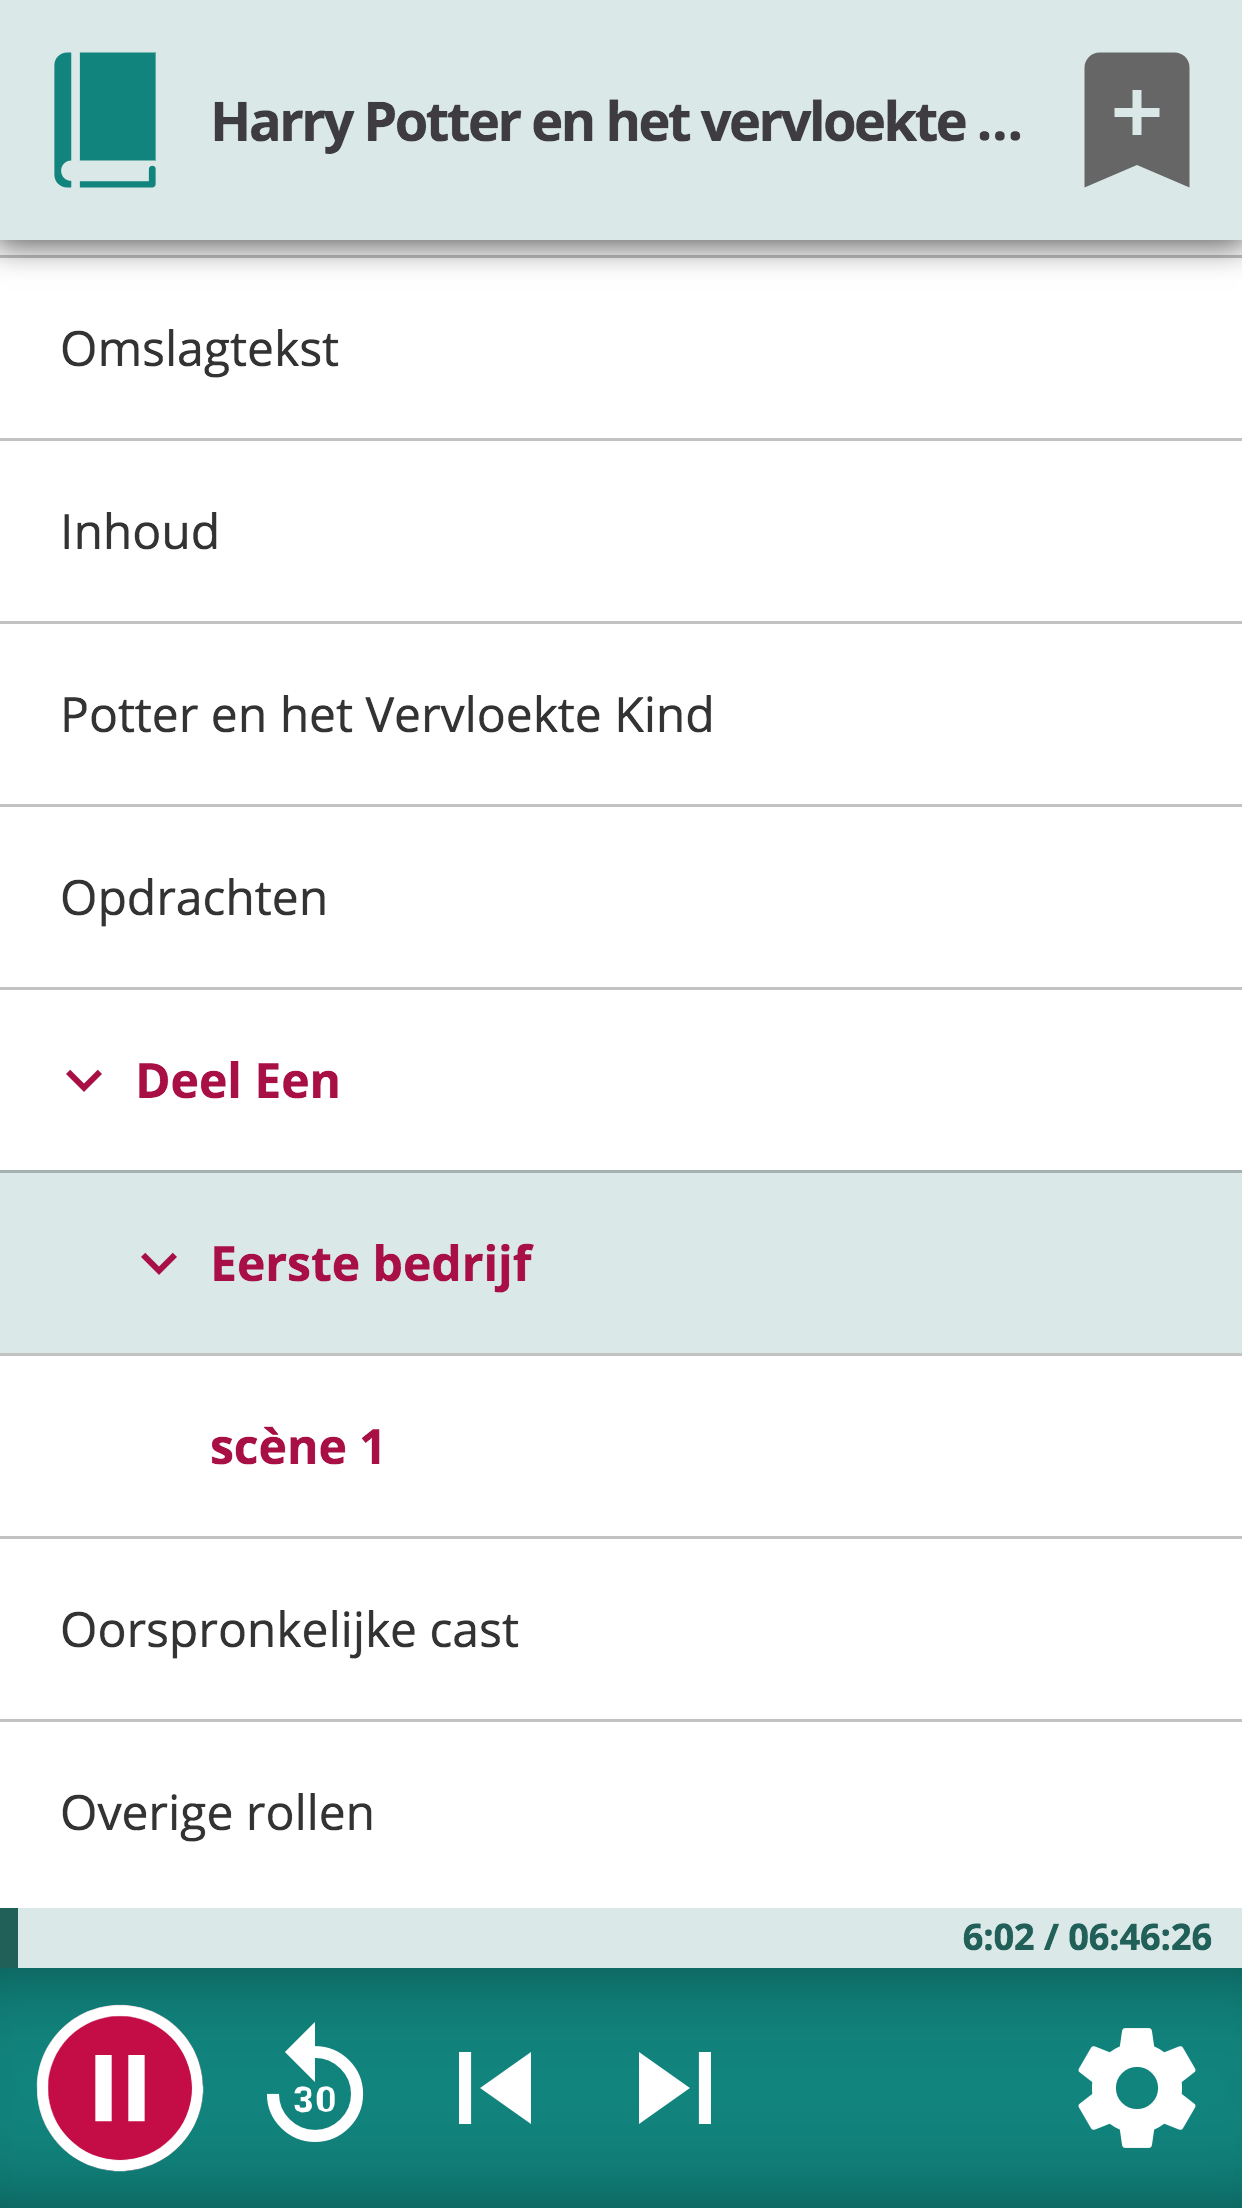 Harry Potter en het vervloekte ...
Omslagtekst
Inhoud
Potter en het Vervloekte Kind
Opdrachten
Deel Een
Eerste bedrijf
scène 1
Oorspronkelijke cast
Overige rollen
6:02 / 06:46:26
30